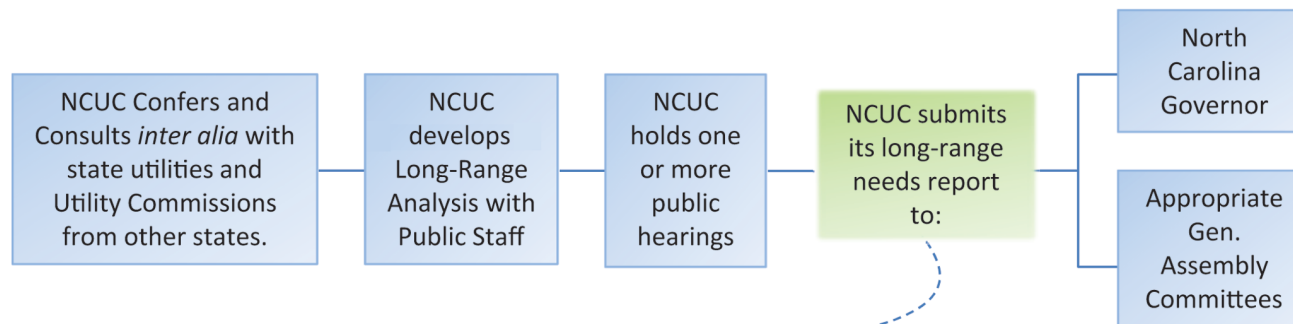 NCUC Confers and
Consults inter alia with
state utilities and
Utility Commissions
from other states.
NCUC
develops
Long-Range
Analysis with
Public Staff
NCUC
holds one
or more
public
hearings
NCUC submits
its long-range
needs report
to:
North
Carolina
Governor
Appropriate
Gen.
Assembly
Committees